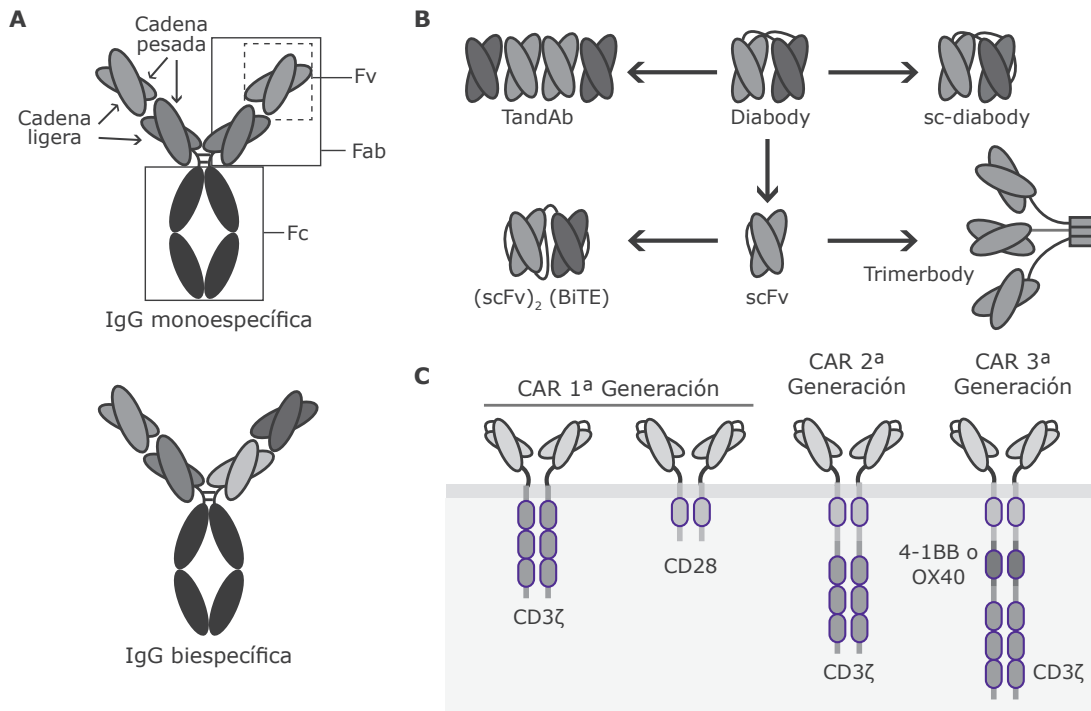 A
Cadena
pesada
Fv
Cadena
ligera
Fab
Fc
IgG monoespecífica
IgG biespecífica
B
TandAb
Diabody
sc-diabody
(scFv)₂ (BiTE)
scFv
Trimerbody
C
CAR 1ª Generación
CAR 2ª
Generación
CAR 3ª
Generación
CD3ζ
CD28
CD3ζ
4-1BB o
OX40
CD3ζ